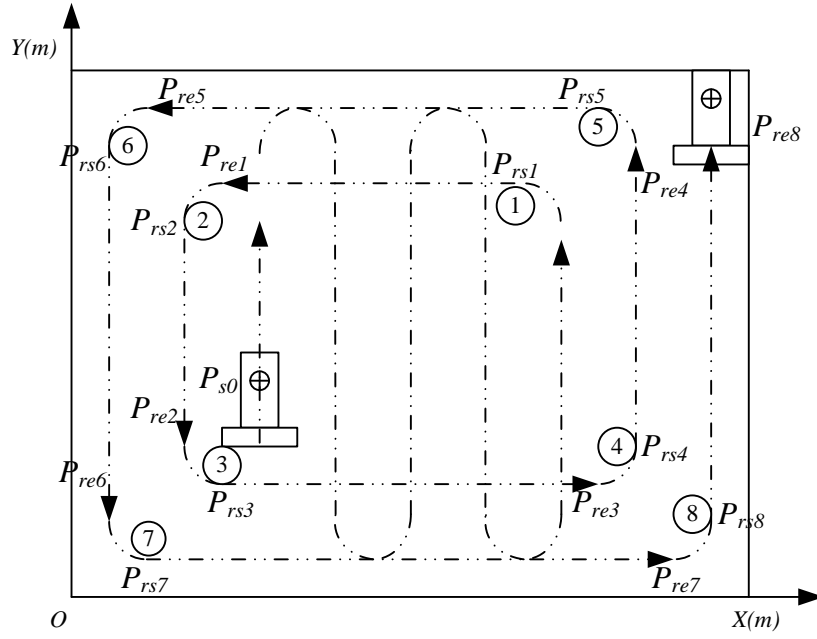 Y(m)
P_re5
P_rs5
5
P_re8
6
P_rs6
P_re1
P_rs1
P_re4
1
2
P_rs2
P_s0
P_re2
4
P_rs4
3
P_re6
P_rs3
P_re3
8
P_rs8
7
P_rs7
P_re7
O
X(m)